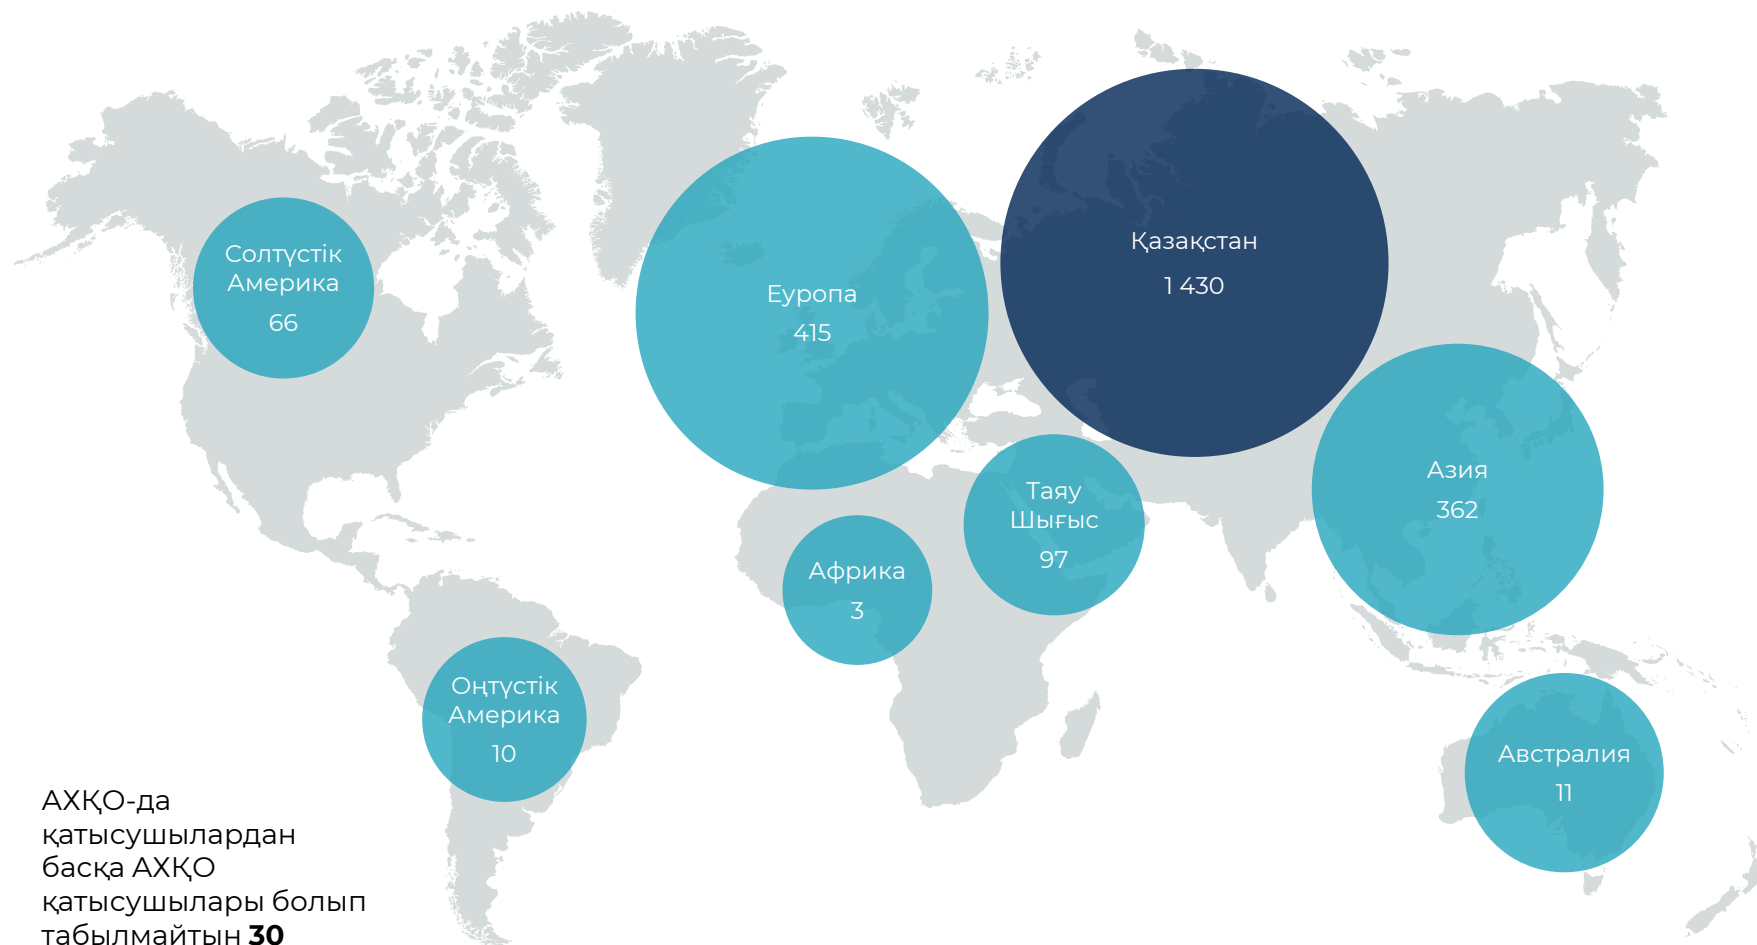 Солтүстік
Америка
66
Еуропа
415
Қазақстан
1 430
Азия
362
Таяу
Шығыс
97
Африка
3
Оңтүстік
Америка
10
Австралия
11
АХҚО-да
қатысушылардан
басқа АХҚО
қатысушылары болып
табылмайтын 30